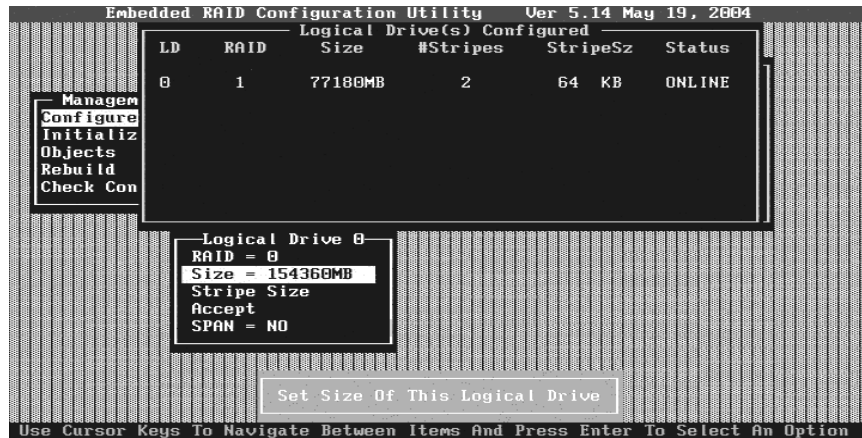 Embedded RAID Configuration Utility Ver 5.14 May 19, 2004
Logical Drive(s) Configured
LD RAID Size #Stripes StripeSz Status
0 1 77180MB 2 64 KB ONLINE
Managem
Configure
Initializ
Objects
Rebuild
Check Con
Logical Drive 0
RAID = 0
Size = 154360MB
Stripe Size
Accept
SPAN = NO
Set Size Of This Logical Drive
Use Cursor Keys To Navigate Between Items And Press Enter To Select An Option